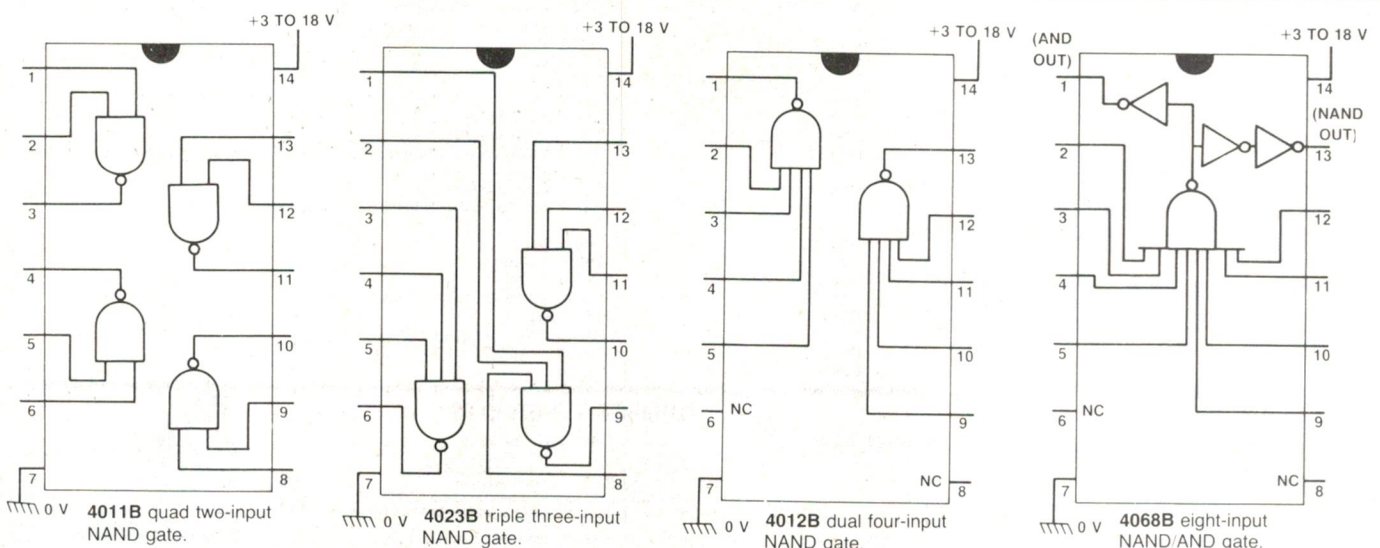 +3 TO 18 V
1
14
2
13
3
12
4
11
5
10
6
9
7
8
0 V
4011B quad two-input
NAND gate.
+3 TO 18 V
1
14
2
13
3
12
4
11
5
10
6
9
7
8
0 V
4023B triple three-input
NAND gate.
+3 TO 18 V
1
14
2
13
3
12
4
11
5
10
6 NC
9
7
NC 8
0 V
4012B dual four-input
NAND gate.
(AND
OUT)
+3 TO 18 V
1
14
(NAND
OUT)
2
13
3
12
4
11
5
10
6 NC
9
7
NC 8
0 V
4068B eight-input
NAND/AND gate.